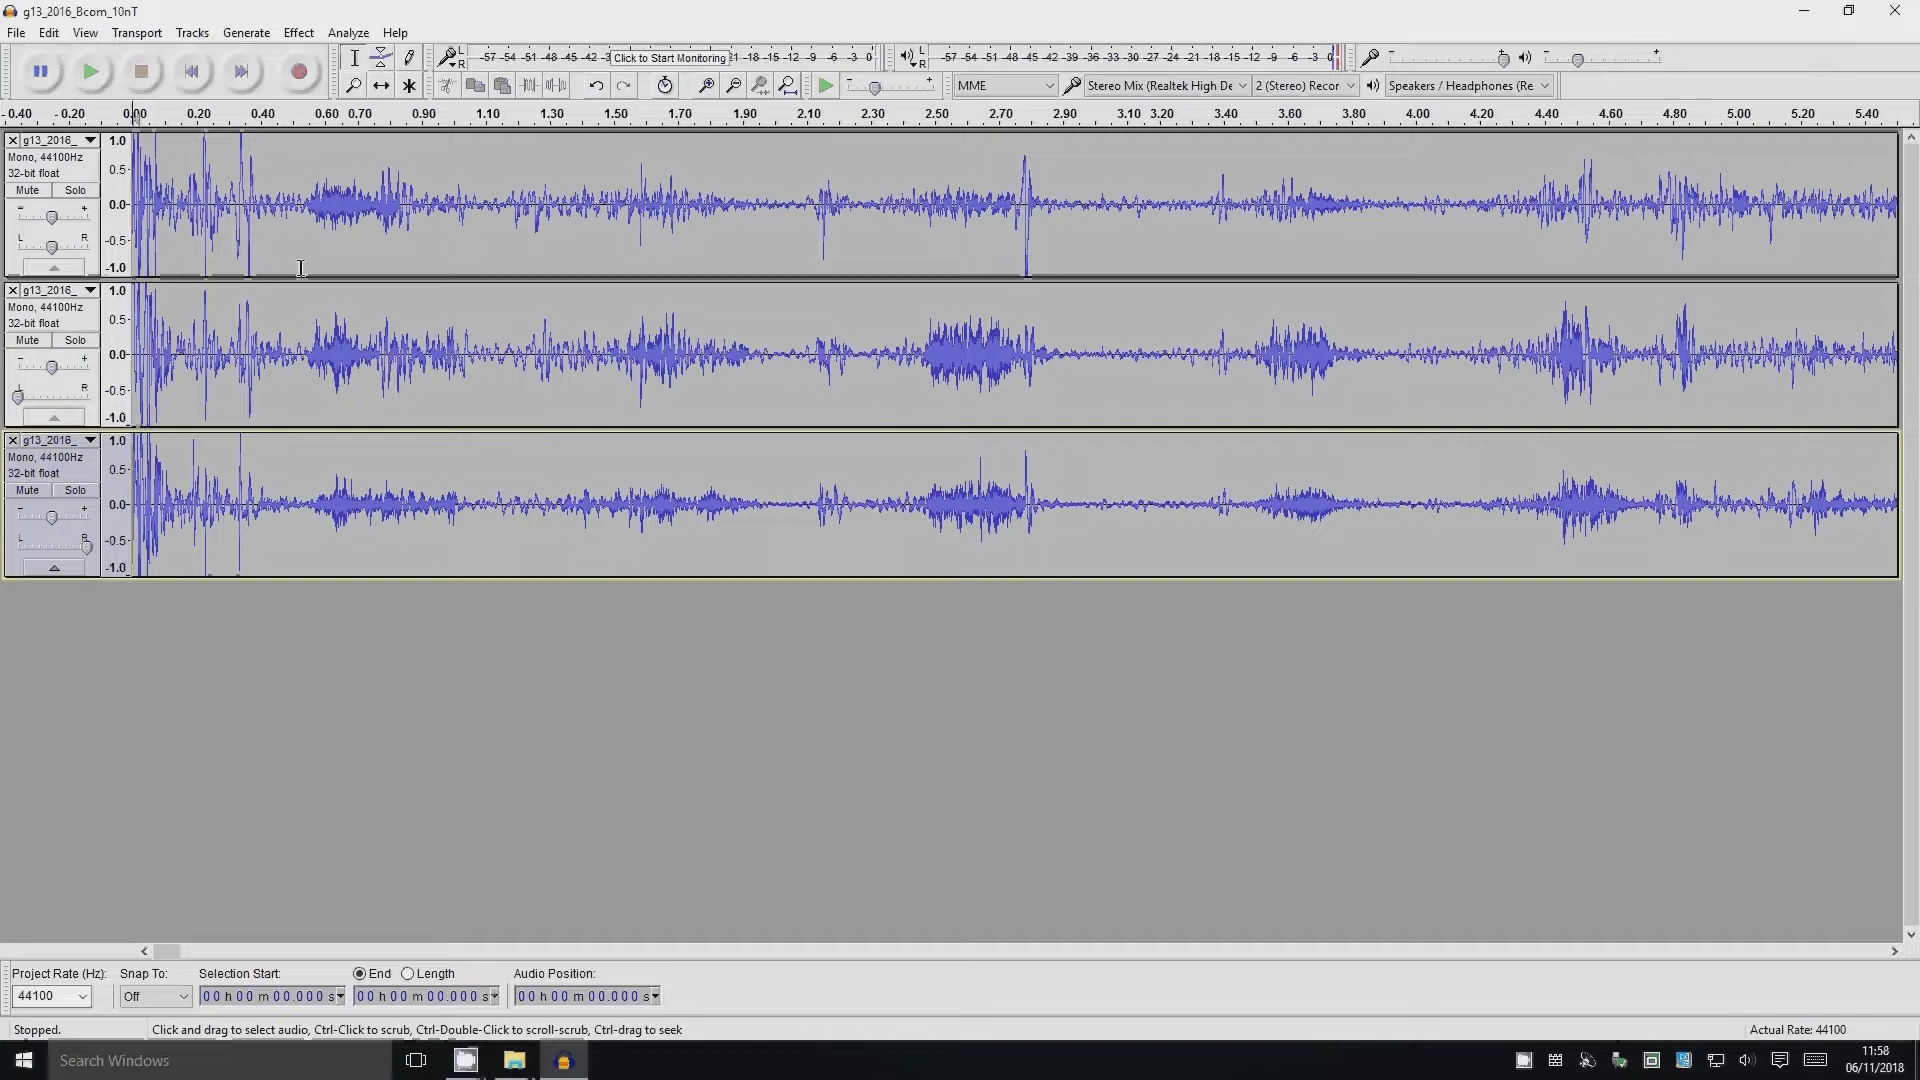 g13_2016_Bcom_10nT
File Edit View Transport Tracks Generate Effect Analyze Help
L R -57 -54 -51 -48 -45 -42 -3 Click to Start Monitoring 21 -18 -15 -12 -9 -6 -3 0 L R -57 -54 -51 -48 -45 -42 -39 -36 -33 -30 -27 -24 -21 -18 -15 -12 -9 -6 -3 0
MME Stereo Mix (Realtek High De 2 (Stereo) Recor Speakers / Headphones (Re
- 0.40 - 0.20 0.00 0.20 0.40 0.60 0.70 0.80 0.90 1.10 1.30 1.50 1.70 1.90 2.10 2.30 2.50 2.70 2.90 3.10 3.20 3.40 3.60 3.80 4.00 4.20 4.40 4.60 4.80 5.00 5.20 5.40
g13_2016_ 1.0
Mono, 44100Hz
32-bit float 0.5
Mute Solo
- + 0.0
L R -0.5
-1.0
g13_2016_ 1.0
Mono, 44100Hz
32-bit float 0.5
Mute Solo
- + 0.0
L R -0.5
-1.0
g13_2016_ 1.0
Mono, 44100Hz
32-bit float 0.5
Mute Solo
- + 0.0
L R -0.5
-1.0
Project Rate (Hz): Snap To: Selection Start: End Length Audio Position:
44100 Off 00 h 00 m 00.000 s 00 h 00 m 00.000 s 00 h 00 m 00.000 s
Stopped. Click and drag to select audio, Ctrl-Click to scrub, Ctrl-Double-Click to scroll-scrub, Ctrl-drag to seek Actual Rate: 44100
Search Windows
11:58
06/11/2018